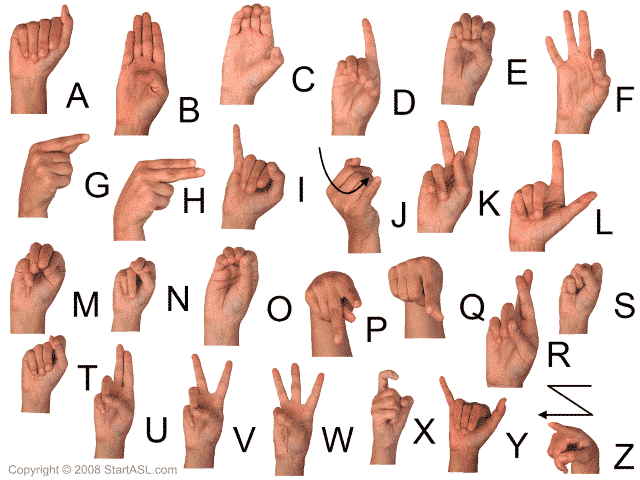 A B C D E F
G H I J K L
M N O P Q R S
T U V W X Y Z
Copyright © 2008 StartASL.com